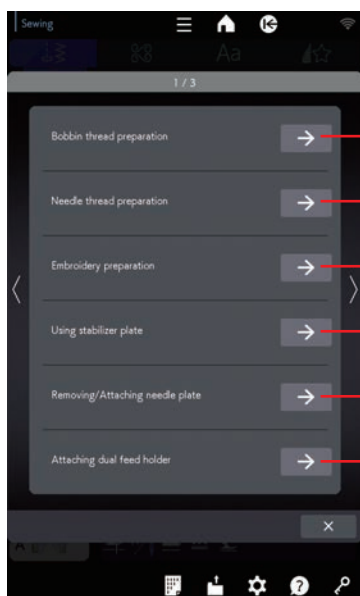 Sewing
Aa
1 / 3
Bobbin thread preparation
Needle thread preparation
Embroidery preparation
Using stabilizer plate
Removing/Attaching needle plate
Attaching dual feed holder
A